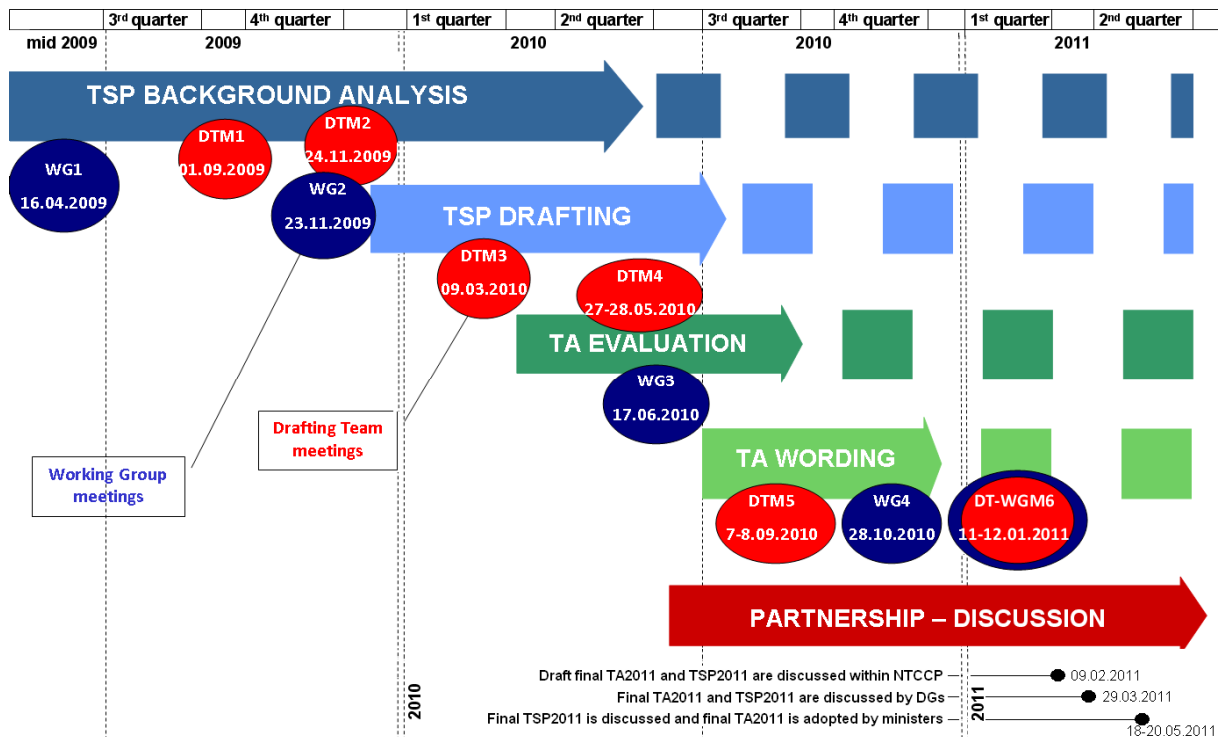 3rd quarter 4th quarter 1st quarter 2nd quarter 3rd quarter 4th quarter 1st quarter 2nd quarter
mid 2009 2009 2010 2010 2011
TSP BACKGROUND ANALYSIS
DTM1
01.09.2009
DTM2
24.11.2009
WG1
16.04.2009
WG2
23.11.2009
TSP DRAFTING
DTM3
09.03.2010
DTM4
27-28.05.2010
TA EVALUATION
WG3
17.06.2010
Drafting Team
meetings
Working Group
meetings
TA WORDING
DTM5
7-8.09.2010
WG4
28.10.2010
DT-WGM6
11-12.01.2011
PARTNERSHIP – DISCUSSION
Draft final TA2011 and TSP2011 are discussed within NTCCP 09.02.2011
Final TA2011 and TSP2011 are discussed by DGs 29.03.2011
Final TSP2011 is discussed and final TA2011 is adopted by ministers
18-20.05.2011
2010
2011